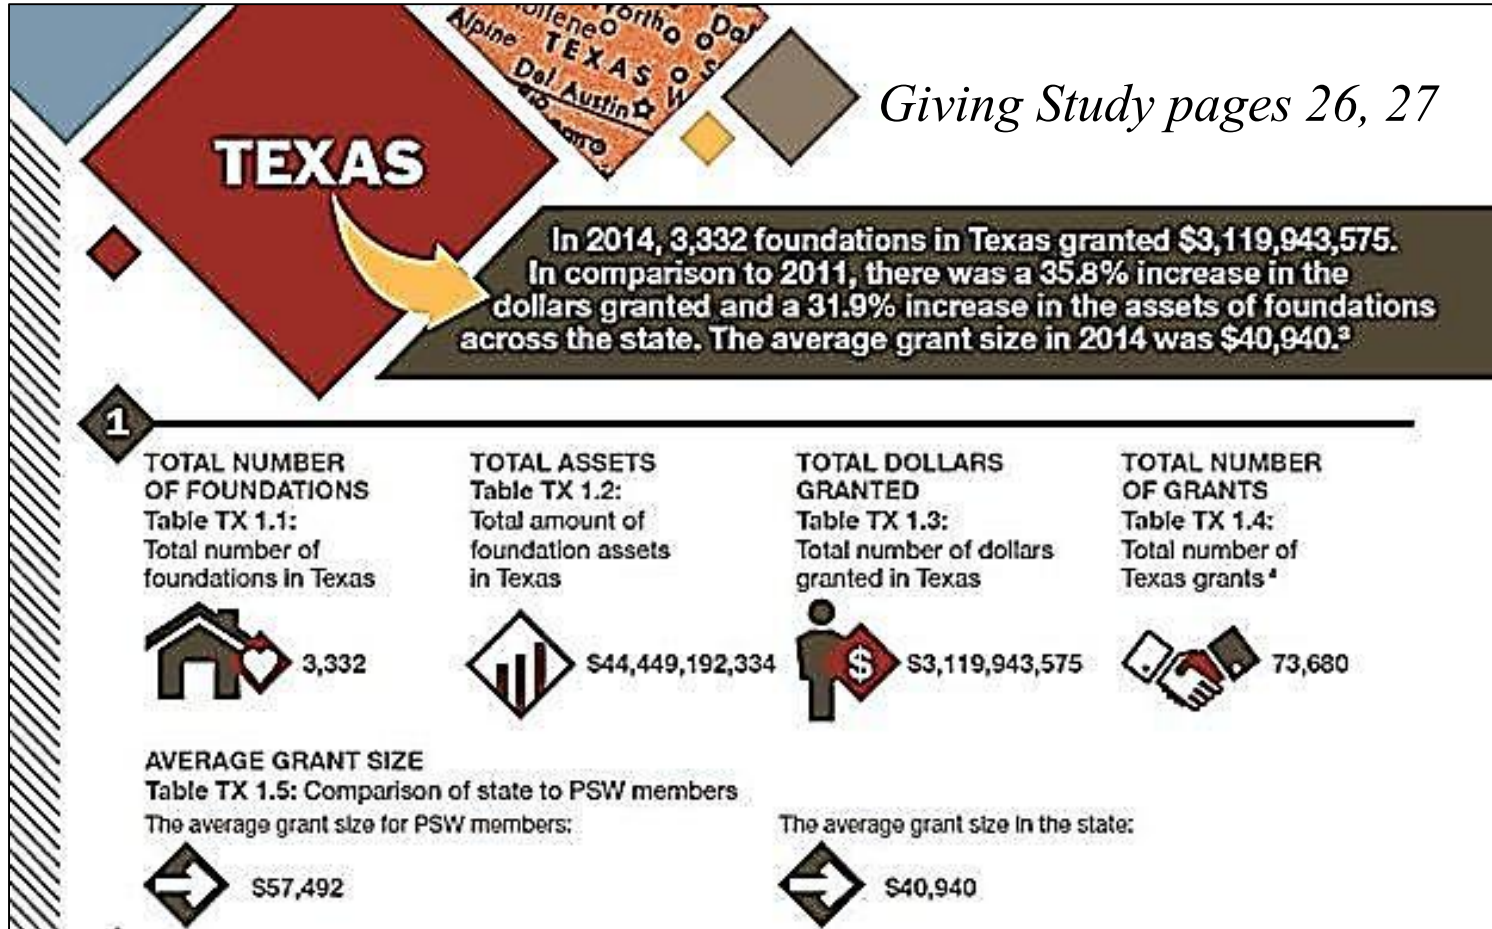 Alpine
TEXAS
Del
Austin
Giving Study pages 26, 27
TEXAS
In 2014, 3,332 foundations in Texas granted $3,119,943,575.
In comparison to 2011, there was a 35.8% increase in the
dollars granted and a 31.9% increase in the assets of foundations
across the state. The average grant size in 2014 was $40,940.³
1
TOTAL NUMBER
OF FOUNDATIONS
Table TX 1.1:
Total number of
foundations in Texas
3,332
TOTAL ASSETS
Table TX 1.2:
Total amount of
foundation assets
in Texas
$44,449,192,334
TOTAL DOLLARS
GRANTED
Table TX 1.3:
Total number of dollars
granted in Texas
$
$3,119,943,575
TOTAL NUMBER
OF GRANTS
Table TX 1.4:
Total number of
Texas grants ⁴
73,680
AVERAGE GRANT SIZE
Table TX 1.5: Comparison of state to PSW members
The average grant size for PSW members:
$57,492
The average grant size in the state:
$40,940